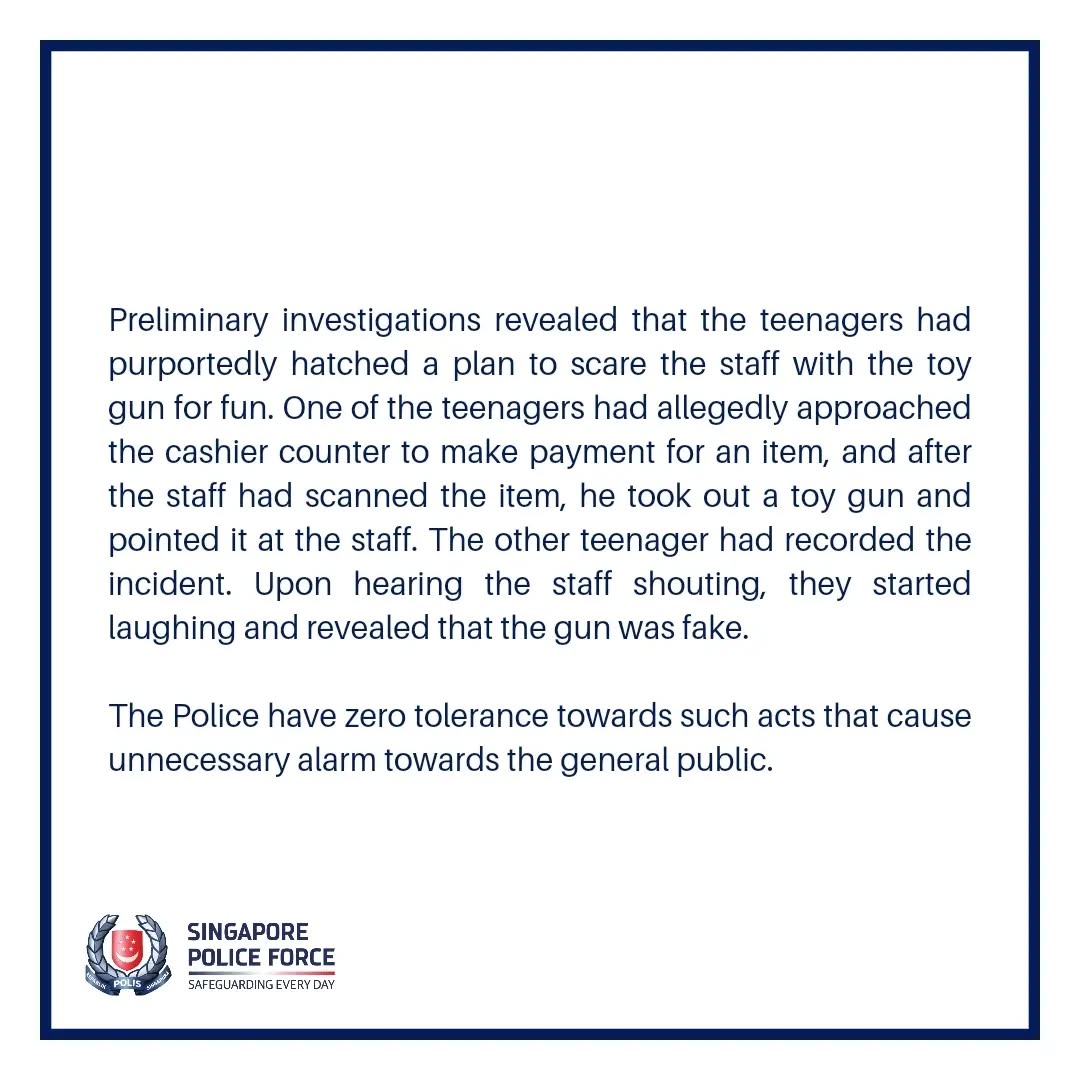 Preliminary investigations revealed that the teenagers had
purportedly hatched a plan to scare the staff with the toy
gun for fun. One of the teenagers had allegedly approached
the cashier counter to make payment for an item, and after
the staff had scanned the item, he took out a toy gun and
pointed it at the staff. The other teenager had recorded the
incident. Upon hearing the staff shouting, they started
laughing and revealed that the gun was fake.
The Police have zero tolerance towards such acts that cause
unnecessary alarm towards the general public.
POLIS
SINGAPORE
POLICE FORCE
SAFEGUARDING EVERY DAY